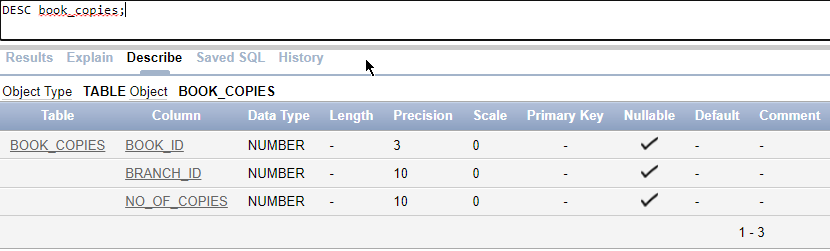 DESC book_copies;
Results Explain Describe Saved SQL History
Object Type TABLE Object BOOK_COPIES
Table Column Data Type Length Precision Scale Primary Key Nullable Default Comment
BOOK_COPIES BOOK_ID NUMBER - 3 0 - ✓ - -
BRANCH_ID NUMBER - 10 0 - ✓ - -
NO_OF_COPIES NUMBER - 10 0 - ✓ - -
1 - 3